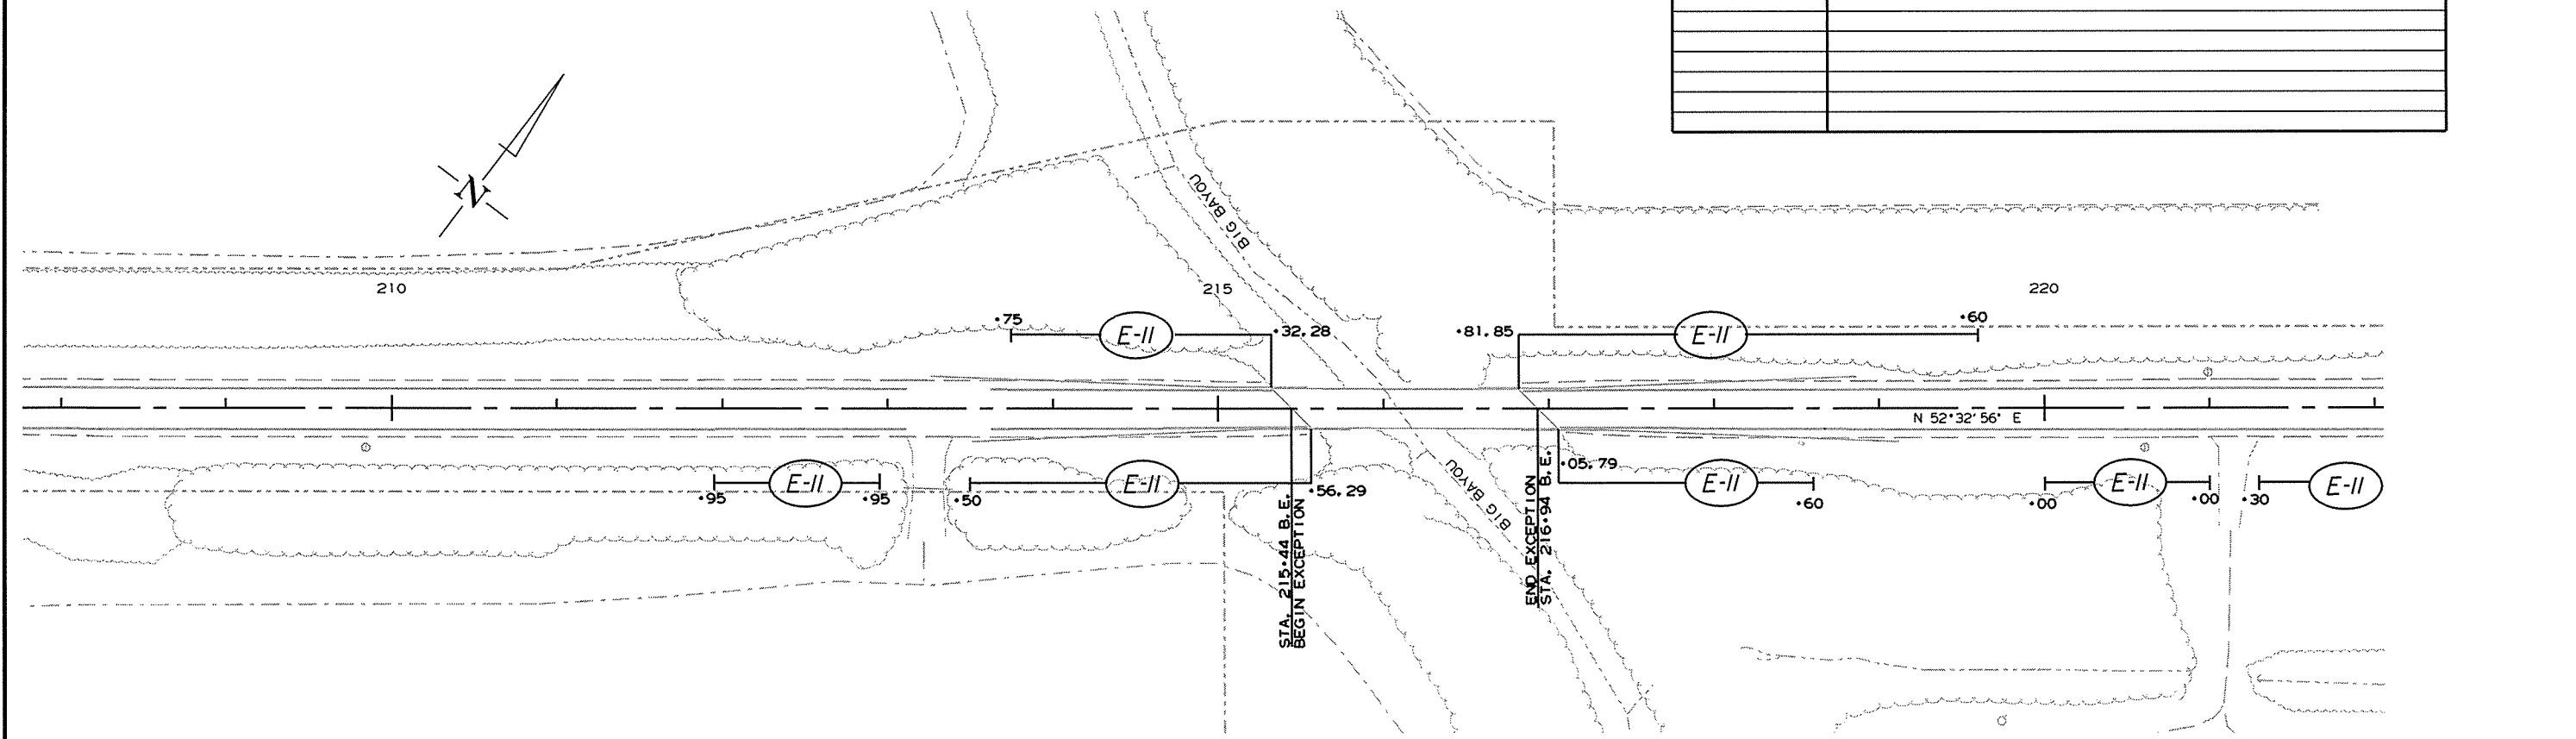 N
BIG BAYOU
210
215
220
+75
E-11
+32.28
+81.85
E-11
+60
N 52°32'56" E
+95
E-11
+95
+50
E-11
+56.29
+05.79
E-11
+60
+00
E-11
+00
+30
E-11
BIG BAYOU
STA. 215+44 B.E.
BEGIN EXCEPTION
END EXCEPTION
STA. 216+94 B.E.